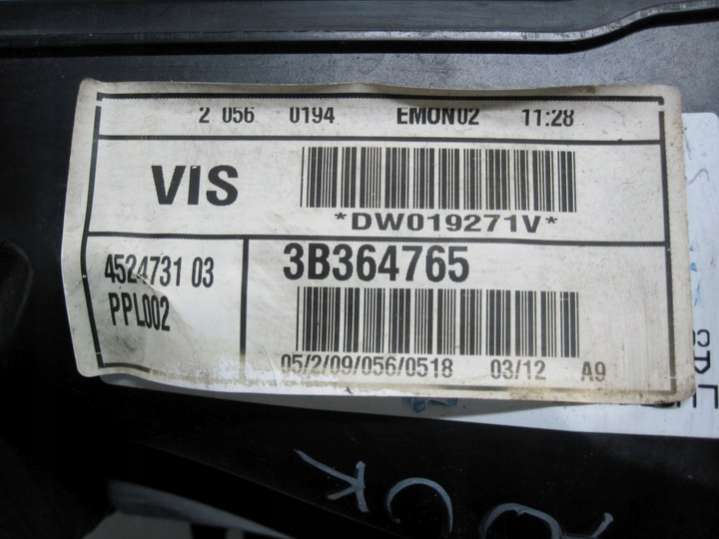 2 056 0194 EMON02 11:28
VIS
*DW019271V*
4524731 03
PPL002
3B364765
05/2/09/056/0518 03/12 A9